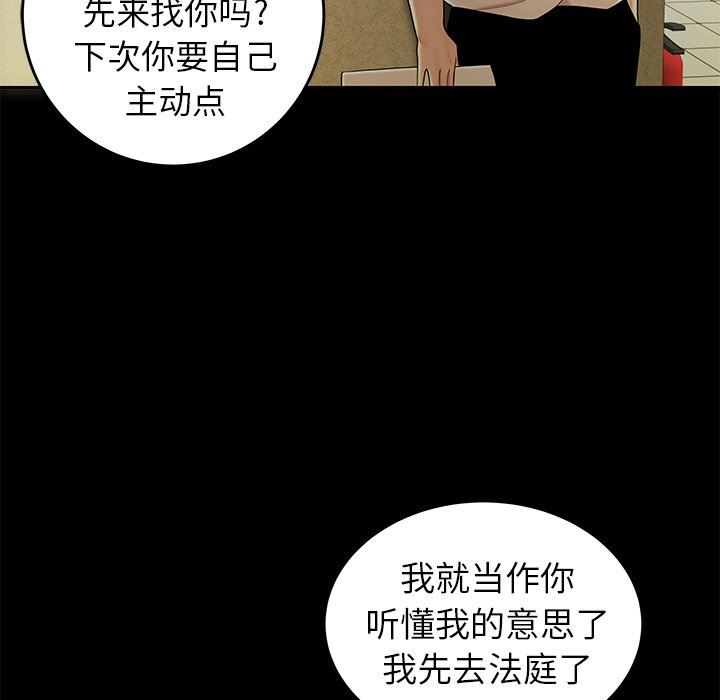 先来找你吗?
下次你要自己
主动点
我就当作你
听懂我的意思了
我先去法庭了